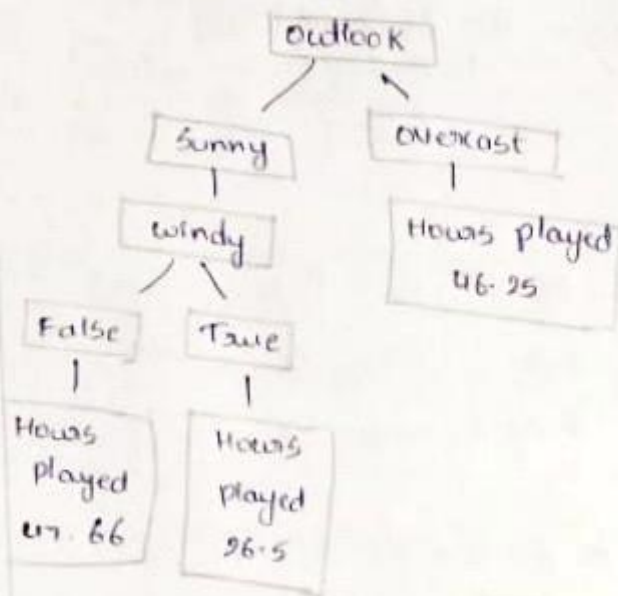 Outlook
Sunny
Overcast
windy
Hours played
46.25
False
True
Hours
played
47.66
Hours
played
26.5